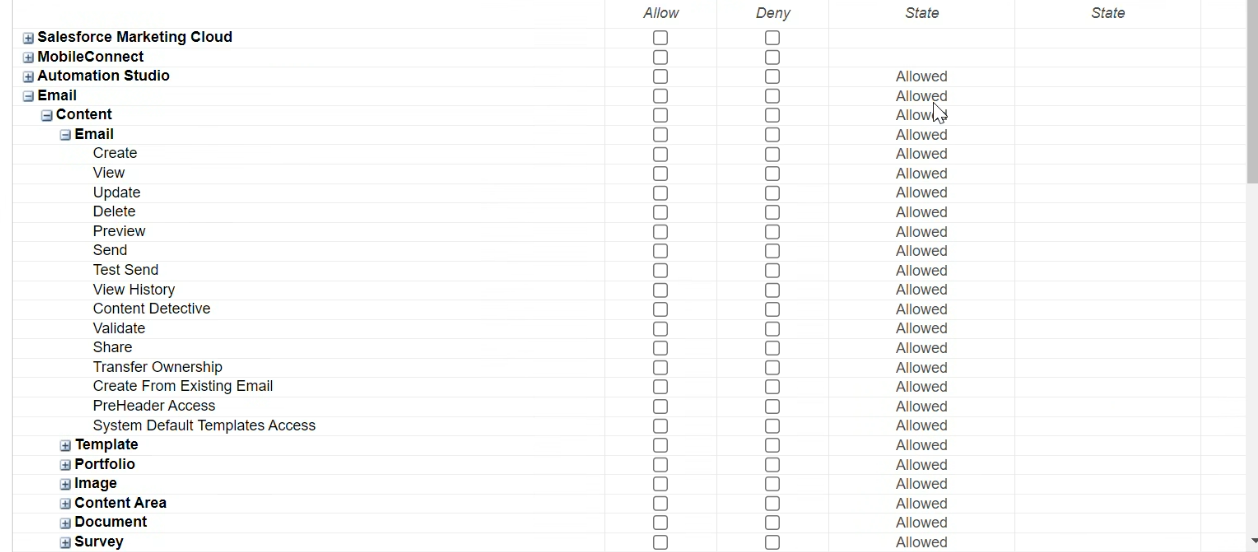 Allow Deny State State
Salesforce Marketing Cloud
MobileConnect
Automation Studio Allowed
Email Allowed
Content Allowed
Email Allowed
Create Allowed
View Allowed
Update Allowed
Delete Allowed
Preview Allowed
Send Allowed
Test Send Allowed
View History Allowed
Content Detective Allowed
Validate Allowed
Share Allowed
Transfer Ownership Allowed
Create From Existing Email Allowed
PreHeader Access Allowed
System Default Templates Access Allowed
Template Allowed
Portfolio Allowed
Image Allowed
Content Area Allowed
Document Allowed
Survey Allowed